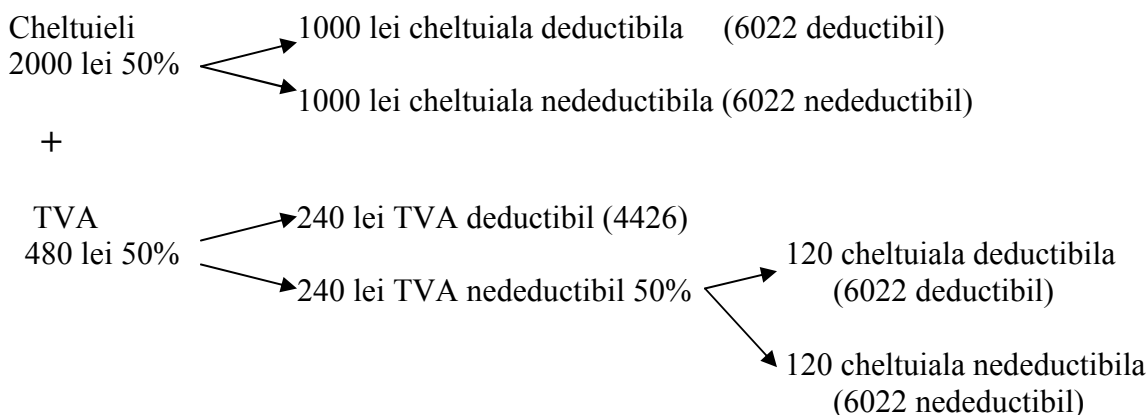 Cheltuieli
1000 lei cheltuiala deductibila (6022 deductibil)
2000 lei 50%
1000 lei cheltuiala nedeductibila (6022 nedeductibil)
+
TVA
240 lei TVA deductibil (4426)
480 lei 50%
120 cheltuiala deductibila
240 lei TVA nedeductibil 50%
(6022 deductibil)
120 cheltuiala nedeductibila
(6022 nedeductibil)